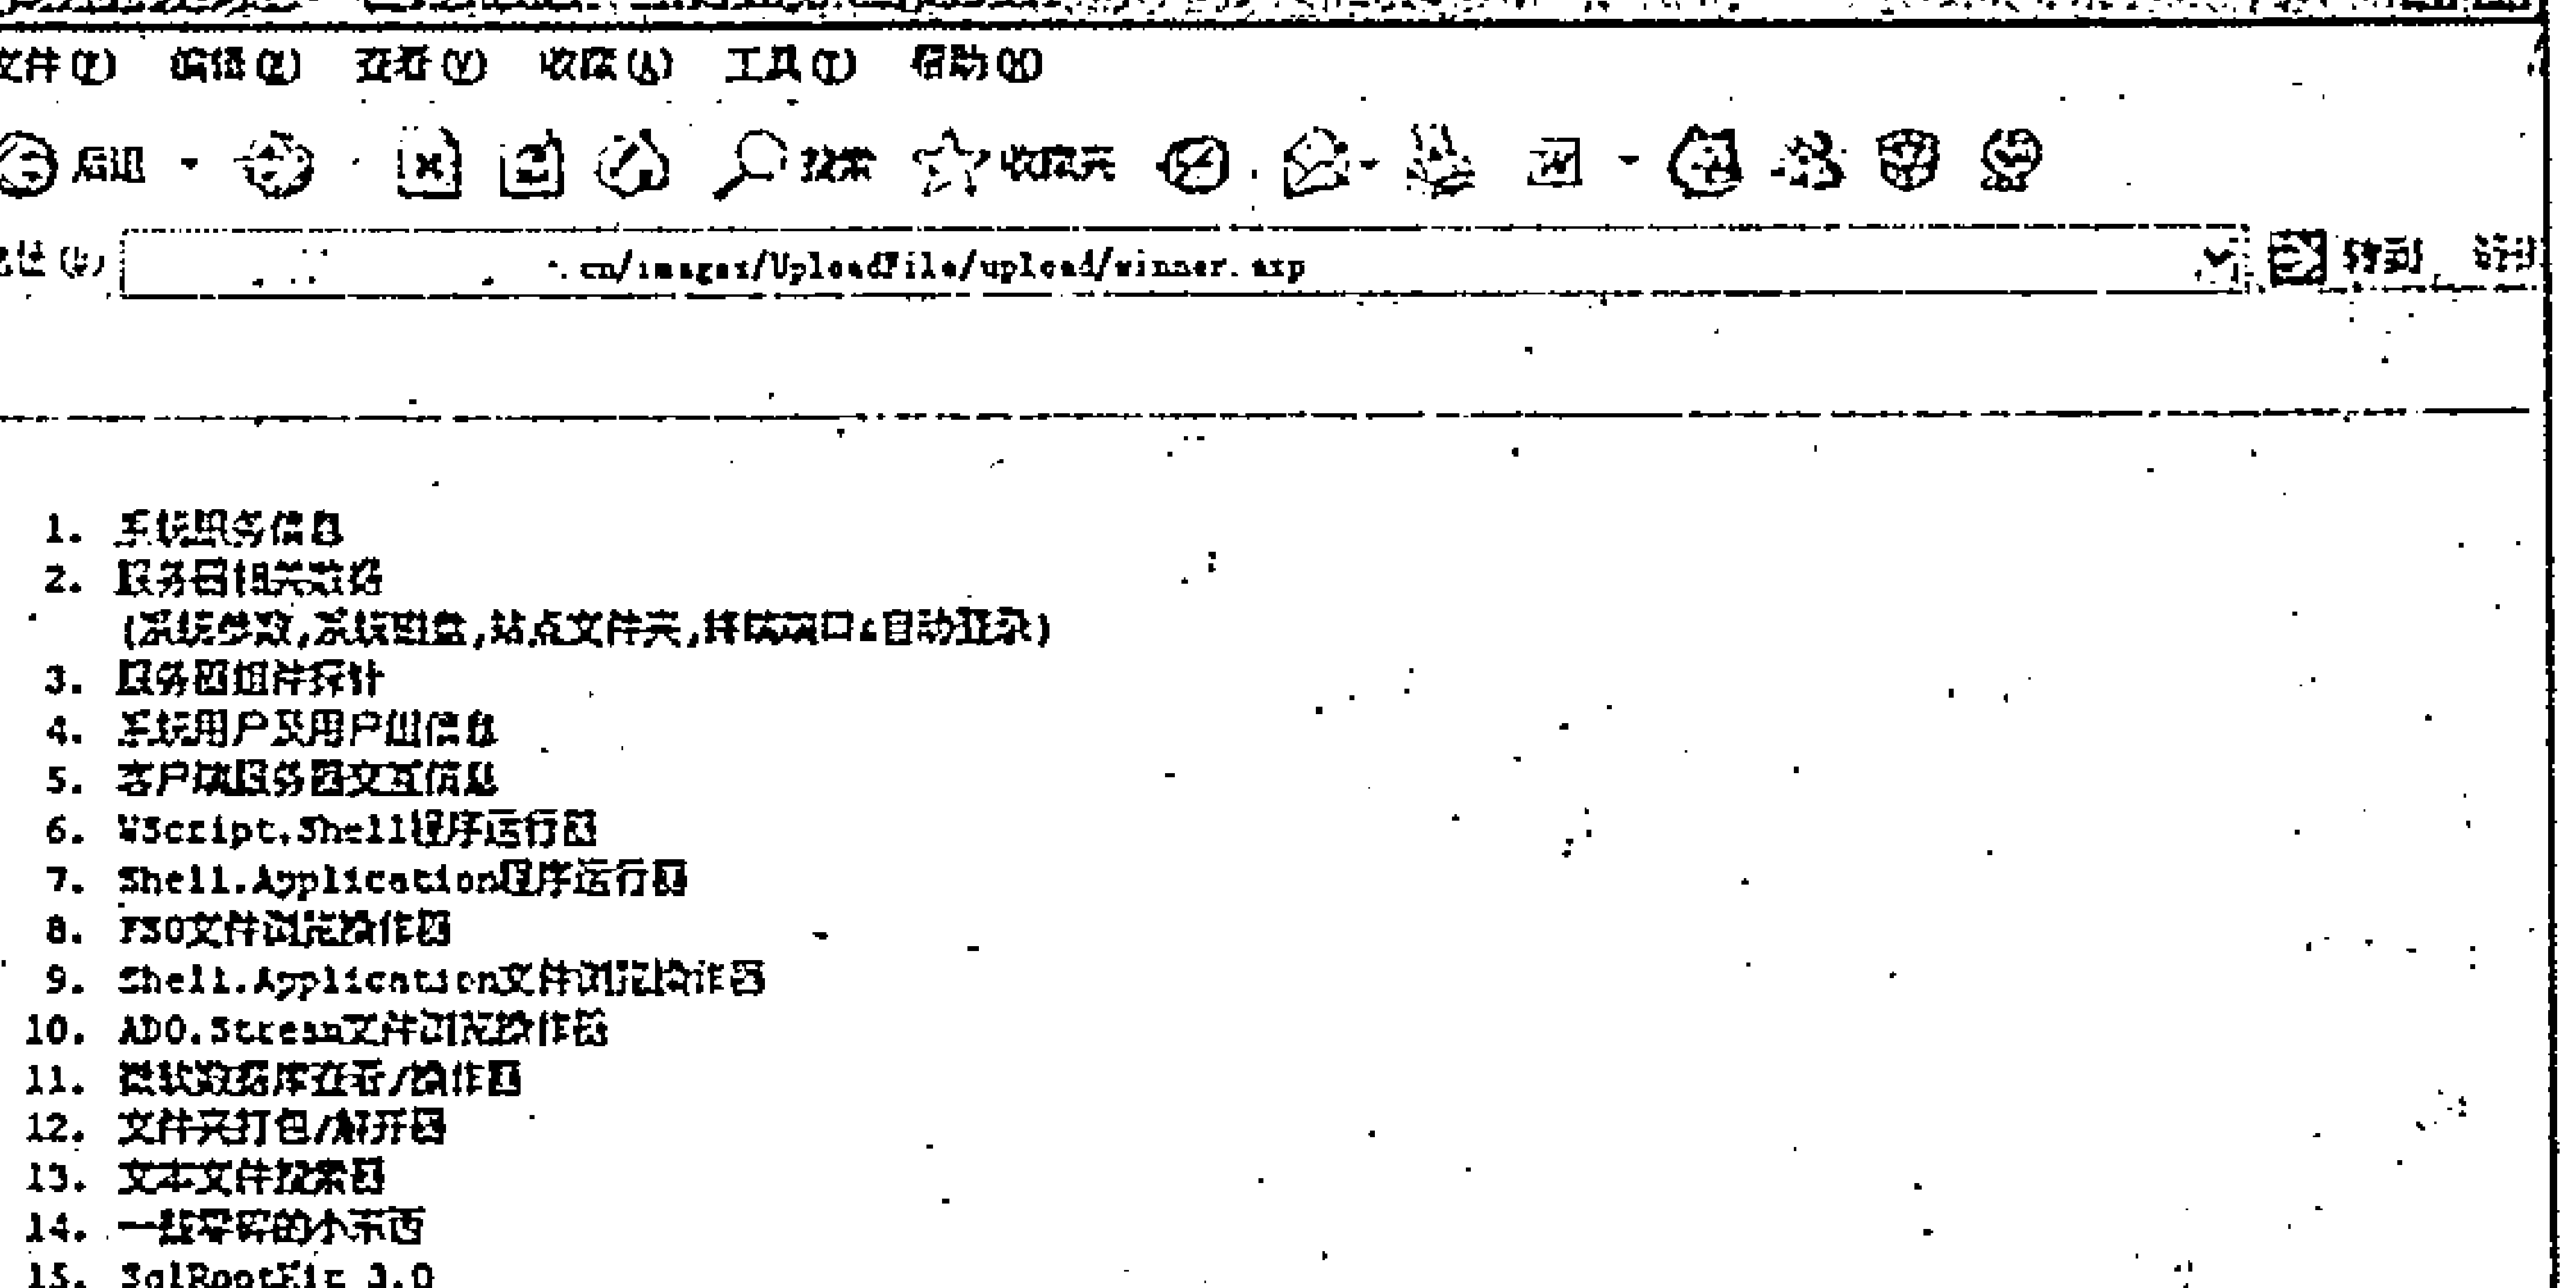 文件(F) 编辑(E) 查看(V) 收藏(A) 工具(T) 帮助(H)
后退 搜索 收藏夹
地址(D) .cn/images/UploadFile/upload/winner.asp 转到
1. 系统服务信息
2. 服务器相关数据
(系统参数,系统磁盘,站点文件夹,终端端口&自动登录)
3. 服务器组件探针
4. 系统用户及用户组信息
5. 客户端服务器交互信息
6. WScript.Shell程序运行器
7. Shell.Application程序运行器
8. FSO文件浏览操作器
9. Shell.Application文件浏览操作器
10. ADO.Stream文件浏览操作器
11. 微软数据库查看/操作器
12. 文件夹打包/解开器
13. 文本文件搜索器
14. 一些零碎的小东西
15. SqlRootKit 3.0